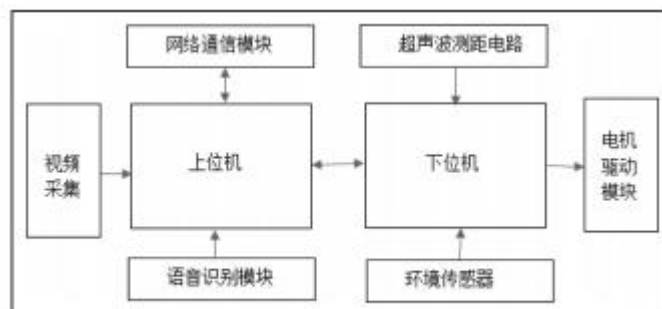 网络通信模块
超声波测距电路
视频
采集
上位机
下位机
电机
驱动
模块
语音识别模块
环境传感器